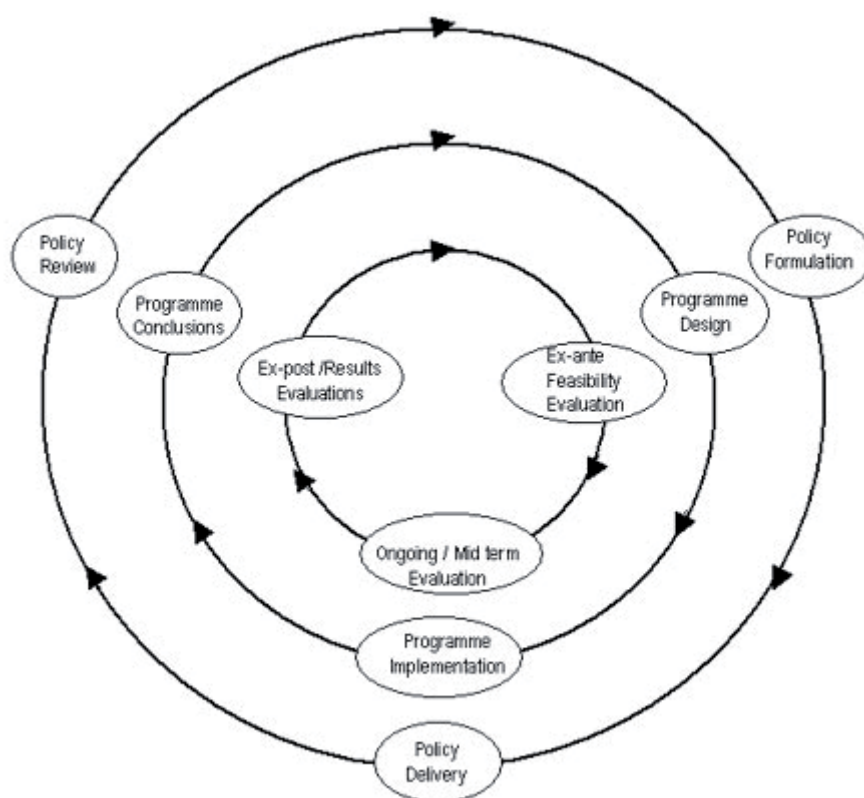 Policy
Review
Policy
Formulation
Programme
Conclusions
Programme
Design
Ex-post /Results
Evaluations
Ex-ante
Feasibility
Evaluation
Ongoing / Mid term
Evaluation
Programme
Implementation
Policy
Delivery